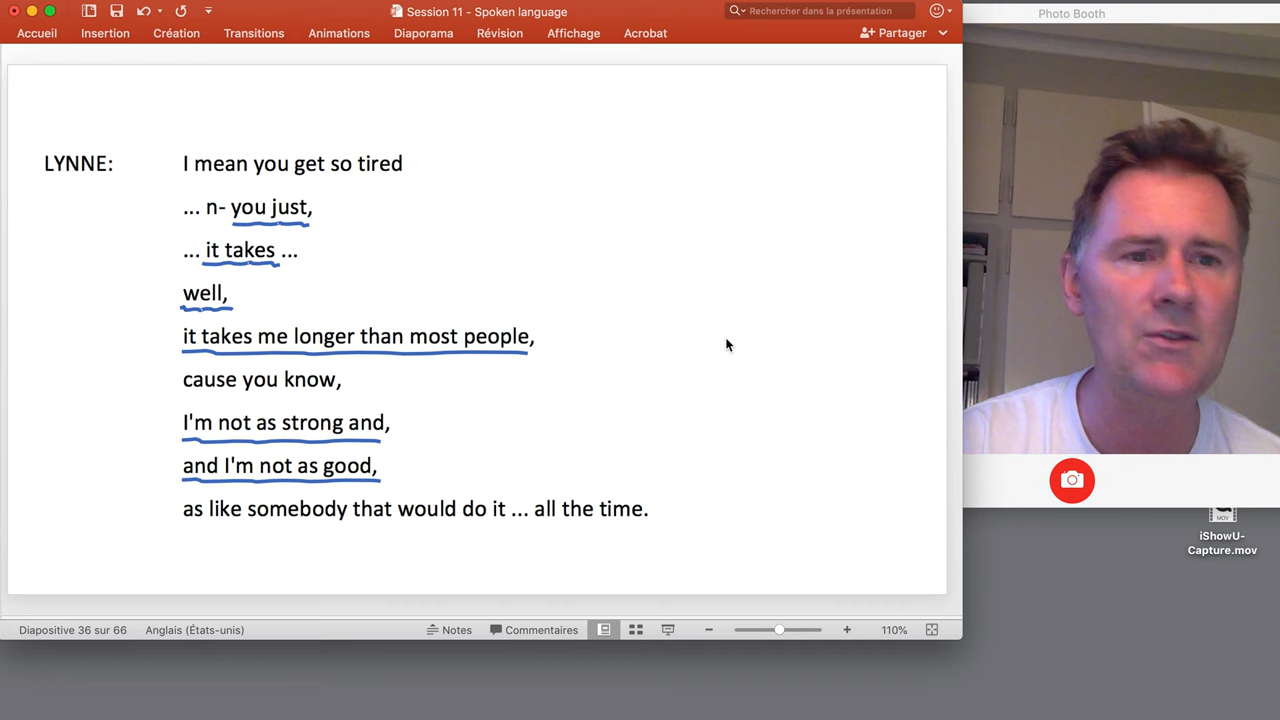 Session 11 - Spoken language
Rechercher dans la présentation
Photo Booth
Accueil Insertion Création Transitions Animations Diaporama Révision Affichage Acrobat Partager
LYNNE: I mean you get so tired
... n- you just,
... it takes ...
well,
it takes me longer than most people,
cause you know,
I'm not as strong and,
and I'm not as good,
as like somebody that would do it ... all the time.
MOV
iShowU-
Capture.mov
Diapositive 36 sur 66 Anglais (États-unis) Notes Commentaires 110%